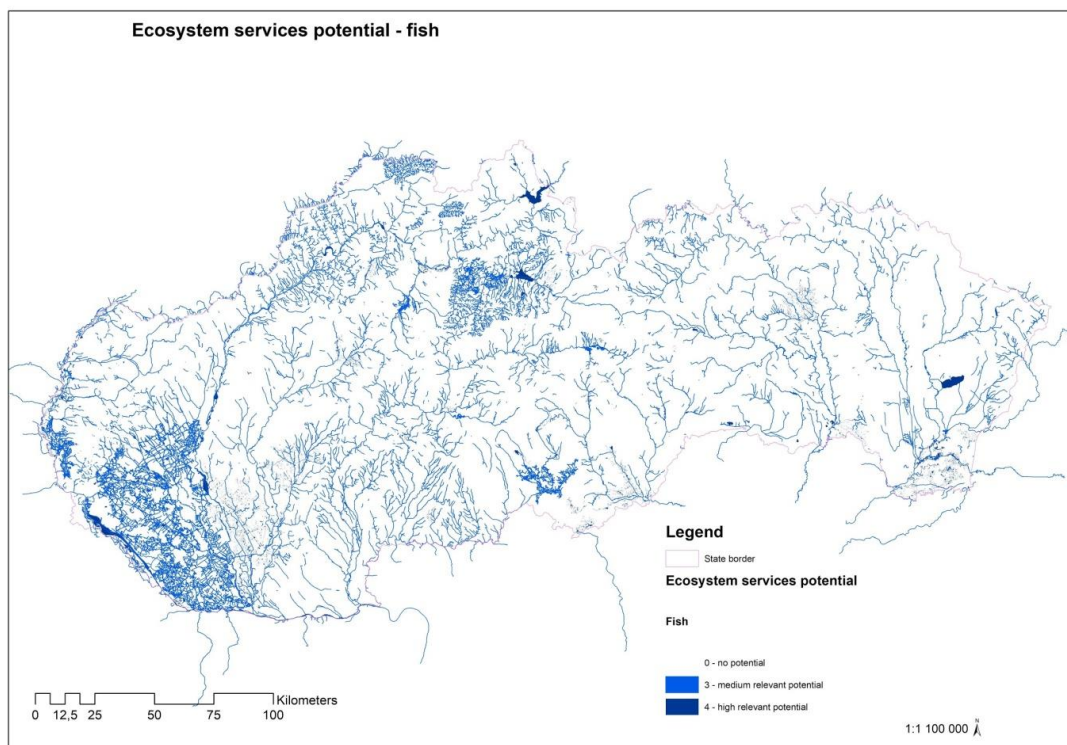 Ecosystem services potential - fish
Legend
State border
Ecosystem services potential
Fish
0 - no potential
3 - medium relevant potential
4 - high relevant potential
Kilometers
0 12,5 25 50 75 100
1:1 100 000
N